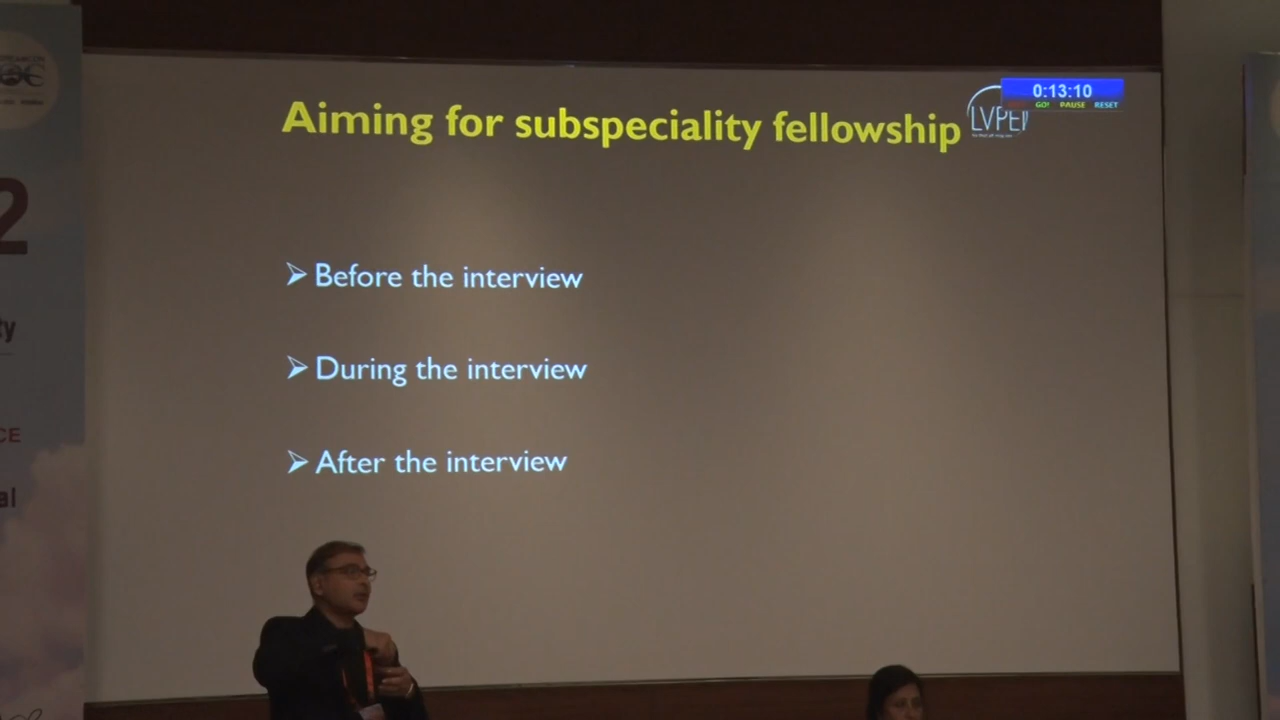 Aiming for subspeciality fellowship
LVPEI
0:13:10
GO! PAUSE RESET
➢ Before the interview
➢ During the interview
➢ After the interview
2
ty
CE
al